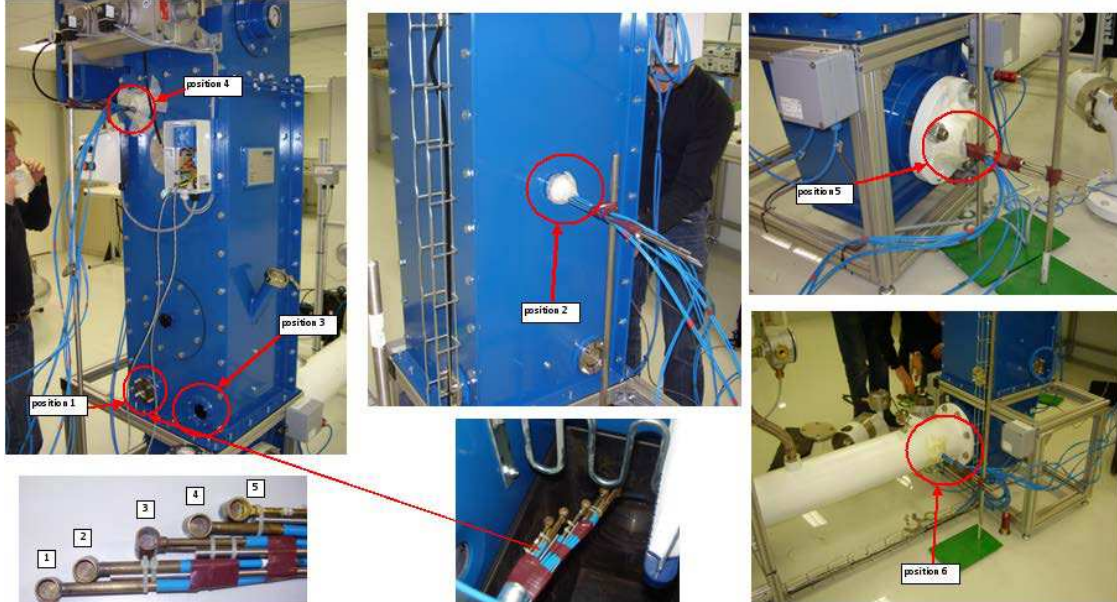 position 4
position 3
position 1
position 2
position 5
position 6
1
2
3
4
5